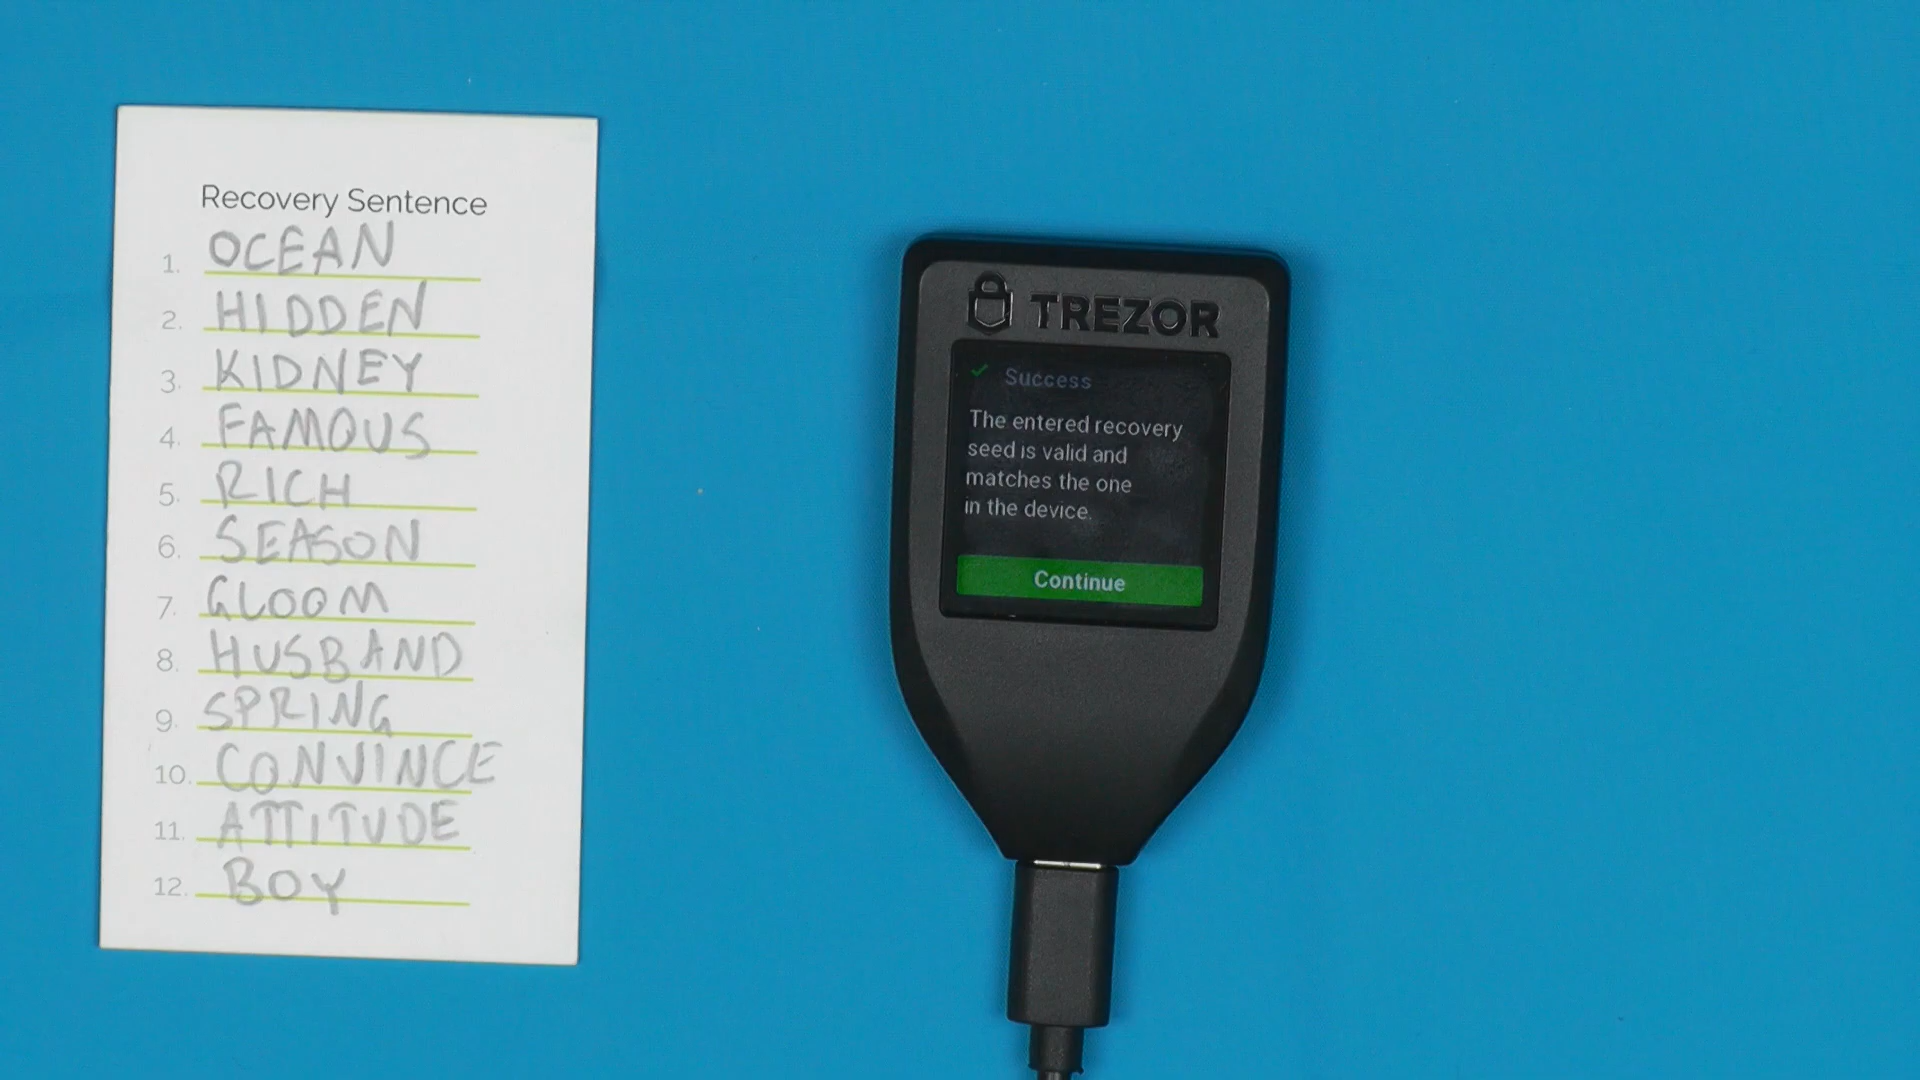 Recovery Sentence
1. OCEAN
2. HIDDEN
3. KIDNEY
4. FAMOUS
5. RICH
6. SEASON
7. GLOOM
8. HUSBAND
9. SPRING
10. CONVINCE
11. ATTITUDE
12. BOY
TREZOR
Success
The entered recovery
seed is valid and
matches the one
in the device.
Continue